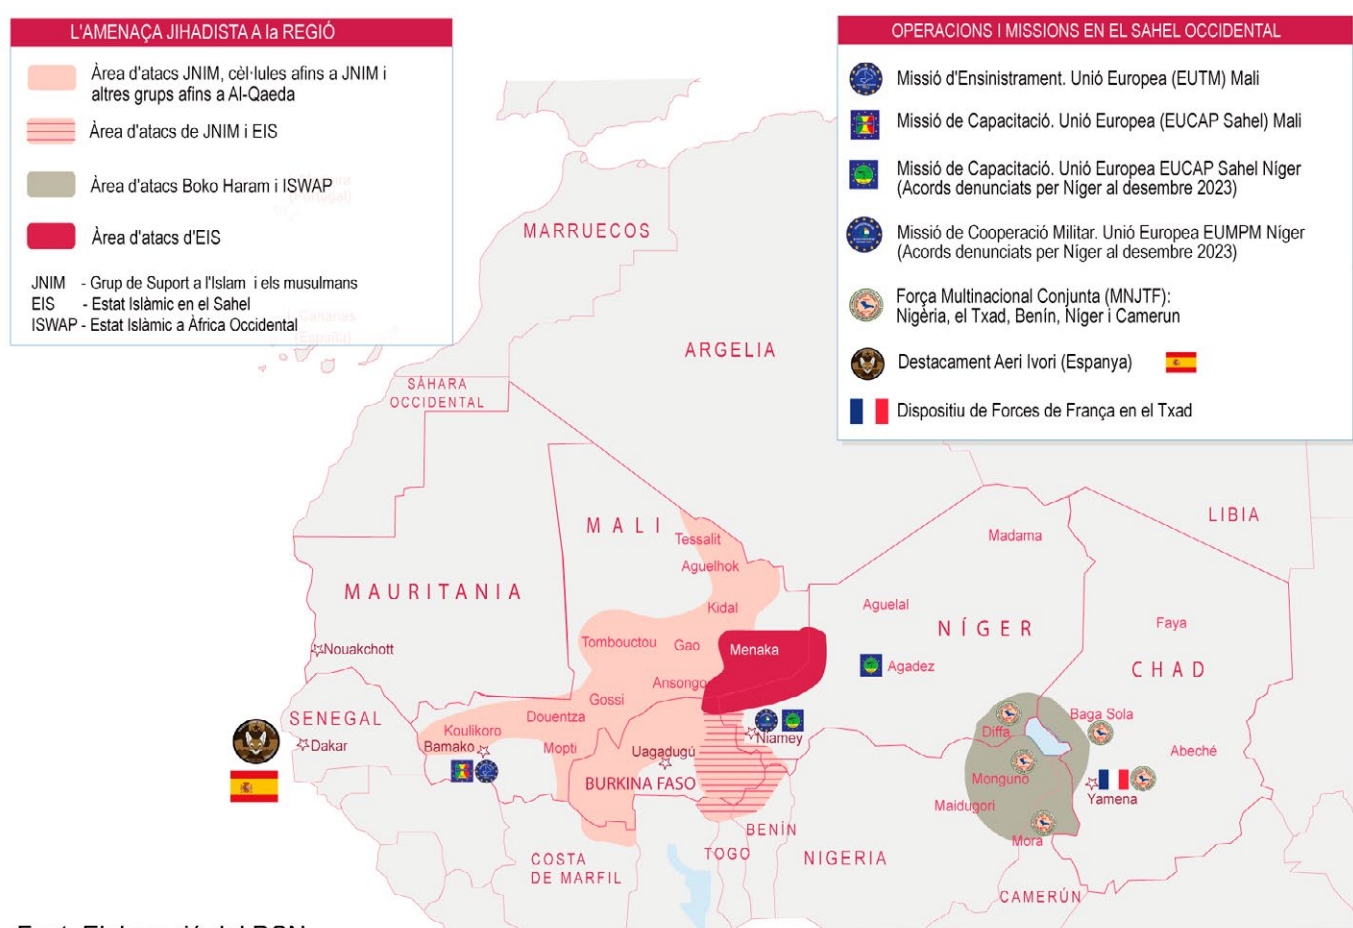 L'AMENAÇA JIHADISTA A la REGIÓ
Àrea d'atacs JNIM, cèl·lules afins a JNIM i
altres grups afins a Al-Qaeda
Àrea d'atacs de JNIM i EIS
Àrea d'atacs Boko Haram i ISWAP
(Portugal)
Àrea d'atacs d'EIS
JNIM - Grup de Suport a l'Islam i els musulmans
EIS - Estat Islàmic en el Sahel
ISWAP - Estat Islàmic a Àfrica Occidental
Canarias
(España)
OPERACIONS I MISSIONS EN EL SAHEL OCCIDENTAL
Missió d'Ensinistrament. Unió Europea (EUTM) Mali
Missió de Capacitació. Unió Europea (EUCAP Sahel) Mali
Missió de Capacitació. Unió Europea EUCAP Sahel Níger
(Acords denunciats per Níger al desembre 2023)
Missió de Cooperació Militar. Unió Europea EUMPM Níger
(Acords denunciats per Níger al desembre 2023)
Força Multinacional Conjunta (MNJTF):
Nigèria, el Txad, Benín, Níger i Camerun
Destacament Aeri Ivori (Espanya)
Dispositiu de Forces de França en el Txad
MARRUECOS
ARGELIA
SÁHARA
OCCIDENTAL
LIBIA
MALI
Tessalit
Madama
Aguelhok
MAURITANIA
Kidal
Aguelal
NÍGER
Faya
Nouakchott
Tombouctou
Gao
Menaka
Agadez
CHAD
Ansongo
Gossi
SENEGAL
Douentza
Baga Sola
Dakar
Koulikoro
Bamako
Mopti
Uagadugú
Niamey
Diffa
Abeché
BURKINA FASO
Monguno
Yamena
Maidugori
BENÍN
Mora
COSTA
DE MARFIL
TOGO
NIGERIA
CAMERÚN